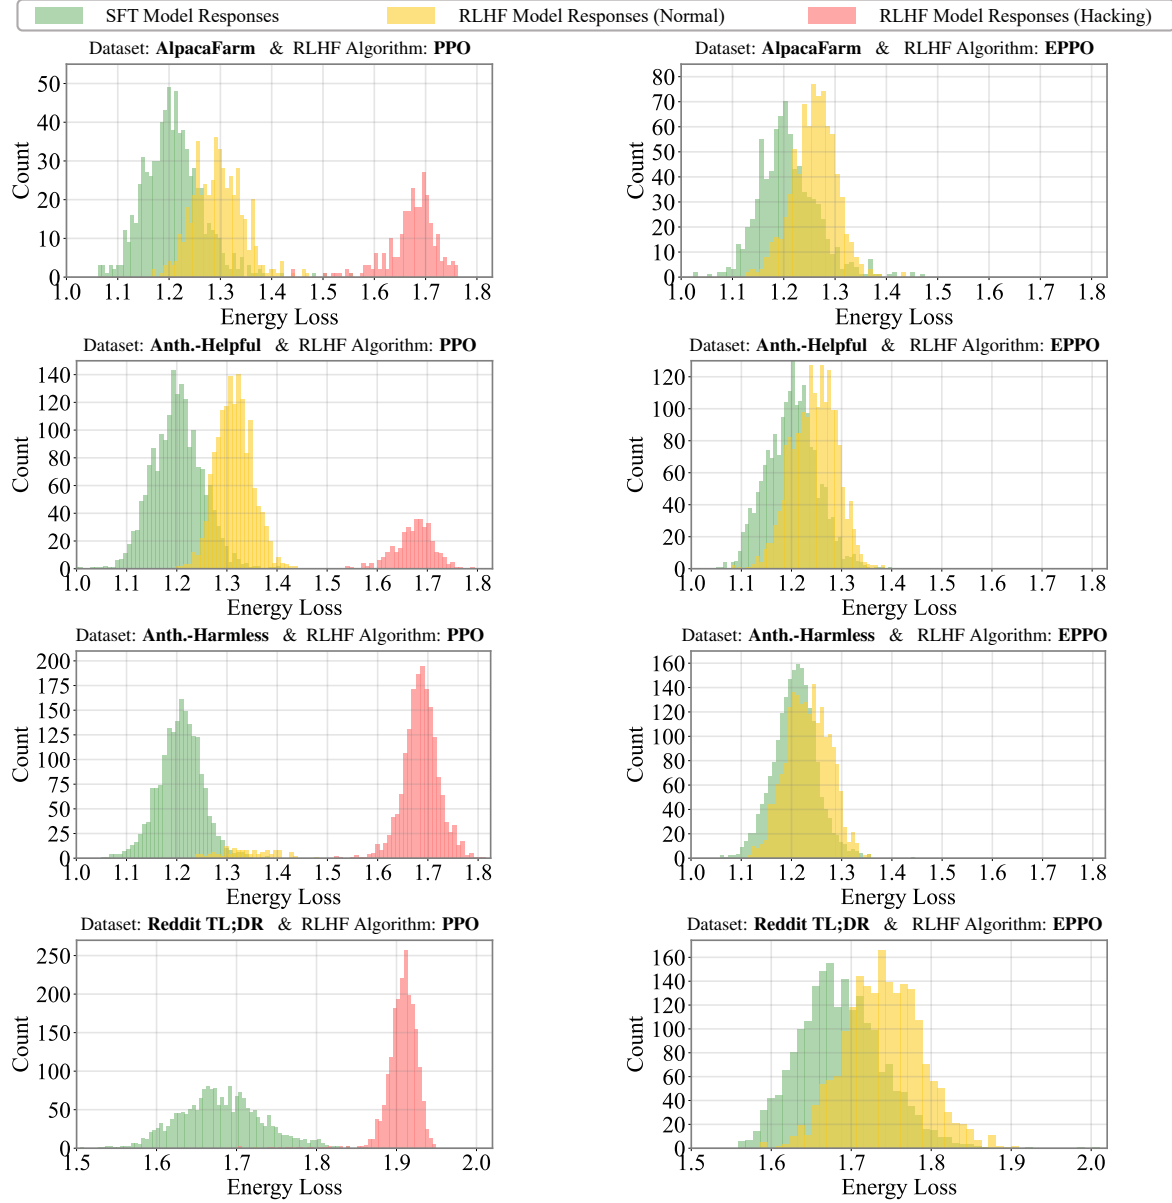 SFT Model Responses
RLHF Model Responses (Normal)
RLHF Model Responses (Hacking)
Dataset: AlpacaFarm & RLHF Algorithm: PPO
50
40
30
20
10
0
Count
1.0 1.1 1.2 1.3 1.4 1.5 1.6 1.7 1.8
Energy Loss
Dataset: AlpacaFarm & RLHF Algorithm: EPPO
80
70
60
50
40
30
20
10
0
Count
1.0 1.1 1.2 1.3 1.4 1.5 1.6 1.7 1.8
Energy Loss
Dataset: Anth.-Helpful & RLHF Algorithm: PPO
140
120
100
80
60
40
20
0
Count
1.0 1.1 1.2 1.3 1.4 1.5 1.6 1.7 1.8
Energy Loss
Dataset: Anth.-Helpful & RLHF Algorithm: EPPO
120
100
80
60
40
20
0
Count
1.0 1.1 1.2 1.3 1.4 1.5 1.6 1.7 1.8
Energy Loss
Dataset: Anth.-Harmless & RLHF Algorithm: PPO
200
175
150
125
100
75
50
25
0
Count
1.0 1.1 1.2 1.3 1.4 1.5 1.6 1.7 1.8
Energy Loss
Dataset: Anth.-Harmless & RLHF Algorithm: EPPO
160
140
120
100
80
60
40
20
0
Count
1.0 1.1 1.2 1.3 1.4 1.5 1.6 1.7 1.8
Energy Loss
Dataset: Reddit TL;DR & RLHF Algorithm: PPO
250
200
150
100
50
0
Count
1.5 1.6 1.7 1.8 1.9 2.0
Energy Loss
Dataset: Reddit TL;DR & RLHF Algorithm: EPPO
160
140
120
100
80
60
40
20
0
Count
1.5 1.6 1.7 1.8 1.9 2.0
Energy Loss